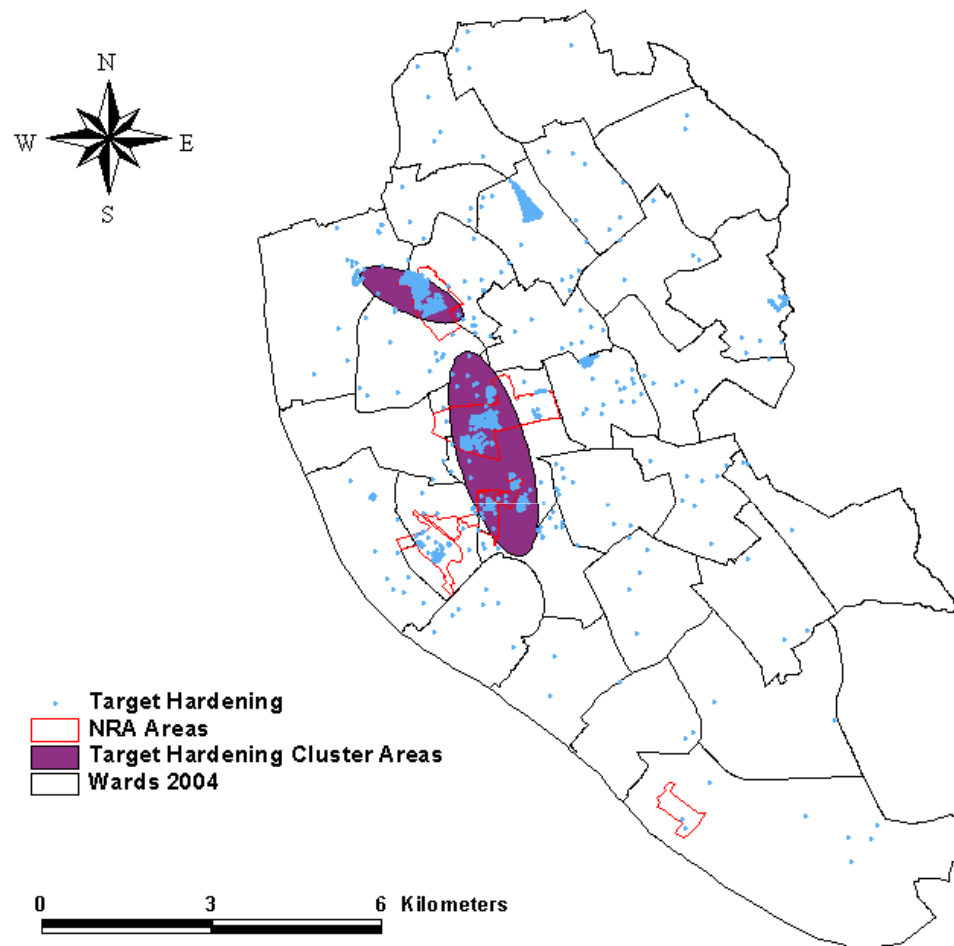 N
W E
S
Target Hardening
NRA Areas
Target Hardening Cluster Areas
Wards 2004
0 3 6 Kilometers